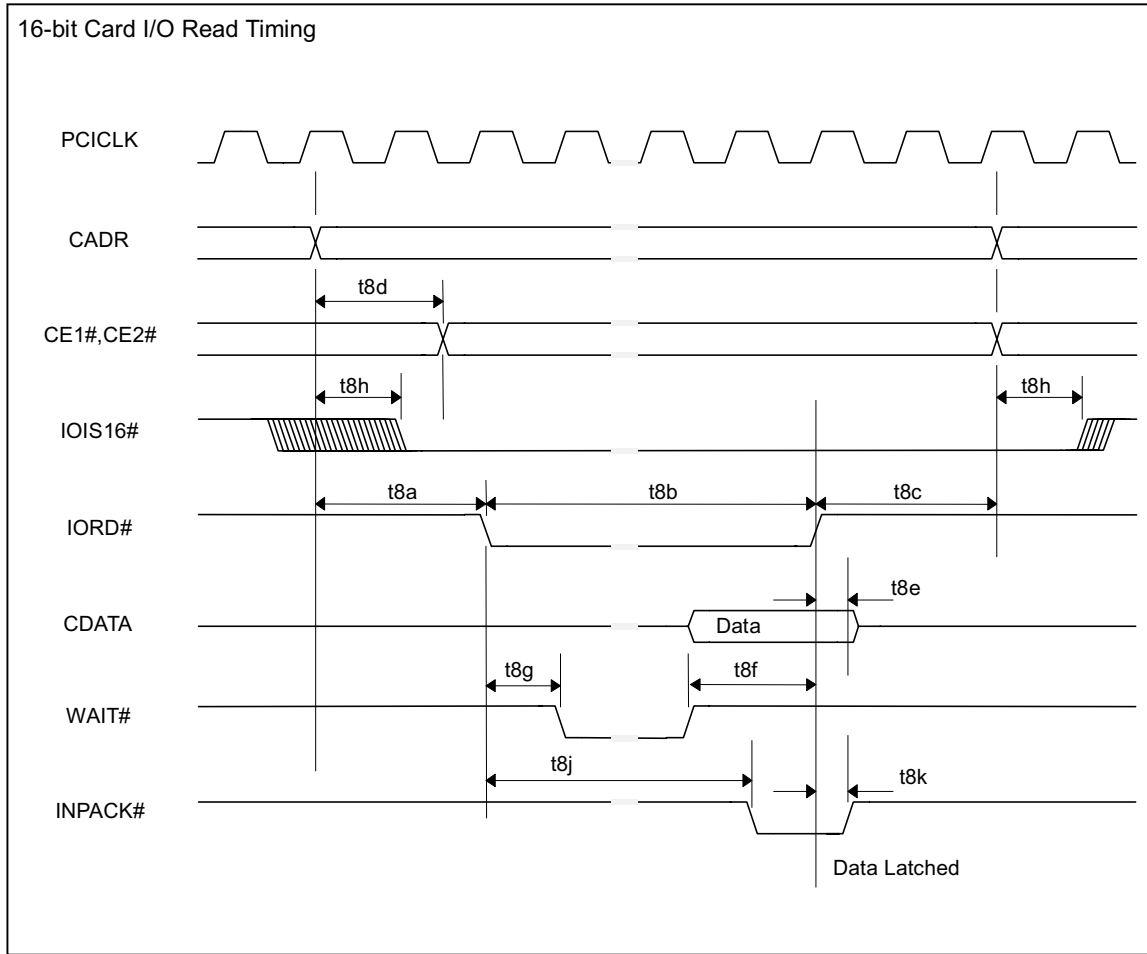 16-bit Card I/O Read Timing
PCICLK
CADR
t8d
CE1#,CE2#
t8h
t8h
IOIS16#
t8a
t8b
t8c
IORD#
t8e
CDATA
Data
t8g
t8f
WAIT#
t8j
t8k
INPACK#
Data Latched